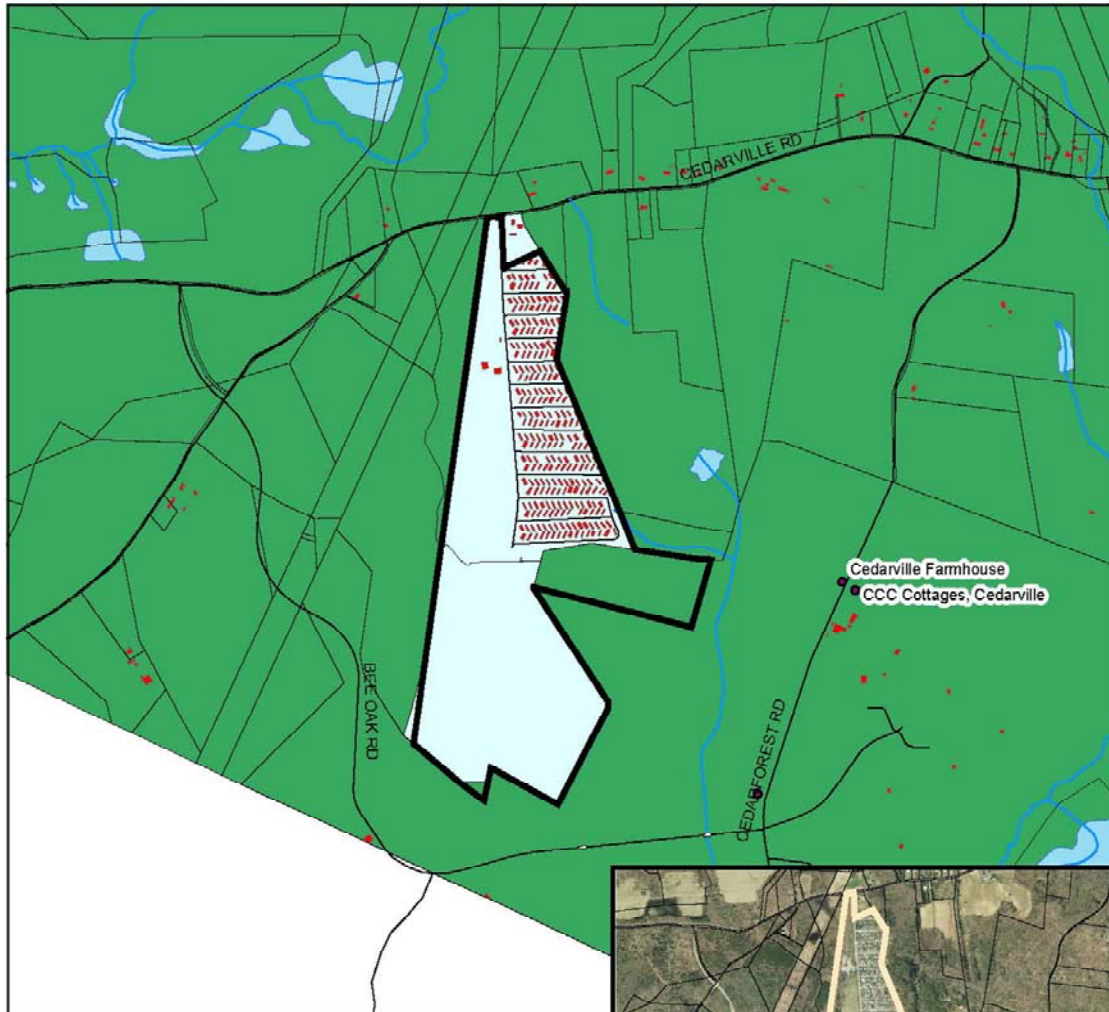 CEDARVILLE RD
Cedarville Farmhouse
CCC Cottages, Cedarville
BEE OAK RD
CEDARFOREST RD